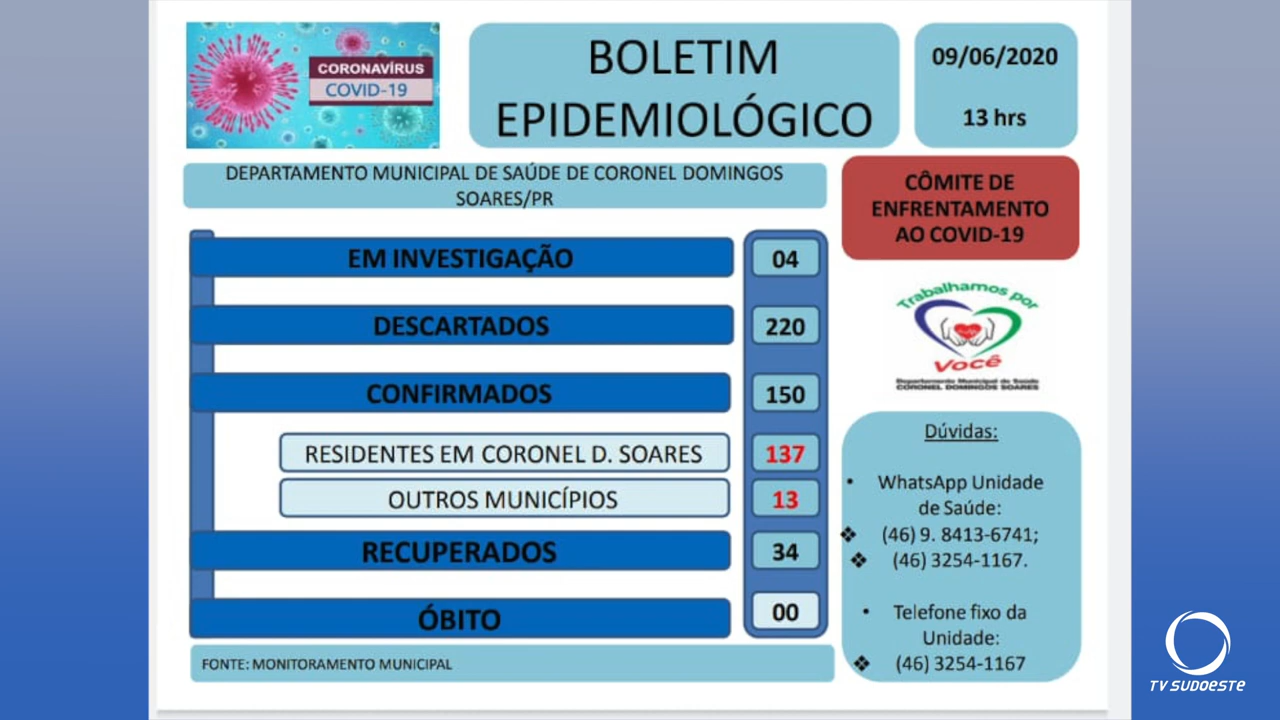 CORONAVÍRUS
COVID-19
BOLETIM
EPIDEMIOLÓGICO
09/06/2020
13 hrs
DEPARTAMENTO MUNICIPAL DE SAÚDE DE CORONEL DOMINGOS
SOARES/PR
CÔMITE DE
ENFRENTAMENTO
AO COVID-19
EM INVESTIGAÇÃO 04
DESCARTADOS 220
CONFIRMADOS 150
RESIDENTES EM CORONEL D. SOARES 137
OUTROS MUNICÍPIOS 13
RECUPERADOS 34
ÓBITO 00
FONTE: MONITORAMENTO MUNICIPAL
Trabalhamos por
Você
Departamento Municipal de Saúde
CORONEL DOMINGOS SOARES
Dúvidas:
• WhatsApp Unidade
de Saúde:
❖ (46) 9. 8413-6741;
❖ (46) 3254-1167.
• Telefone fixo da
Unidade:
❖ (46) 3254-1167
TV SUDOESTE